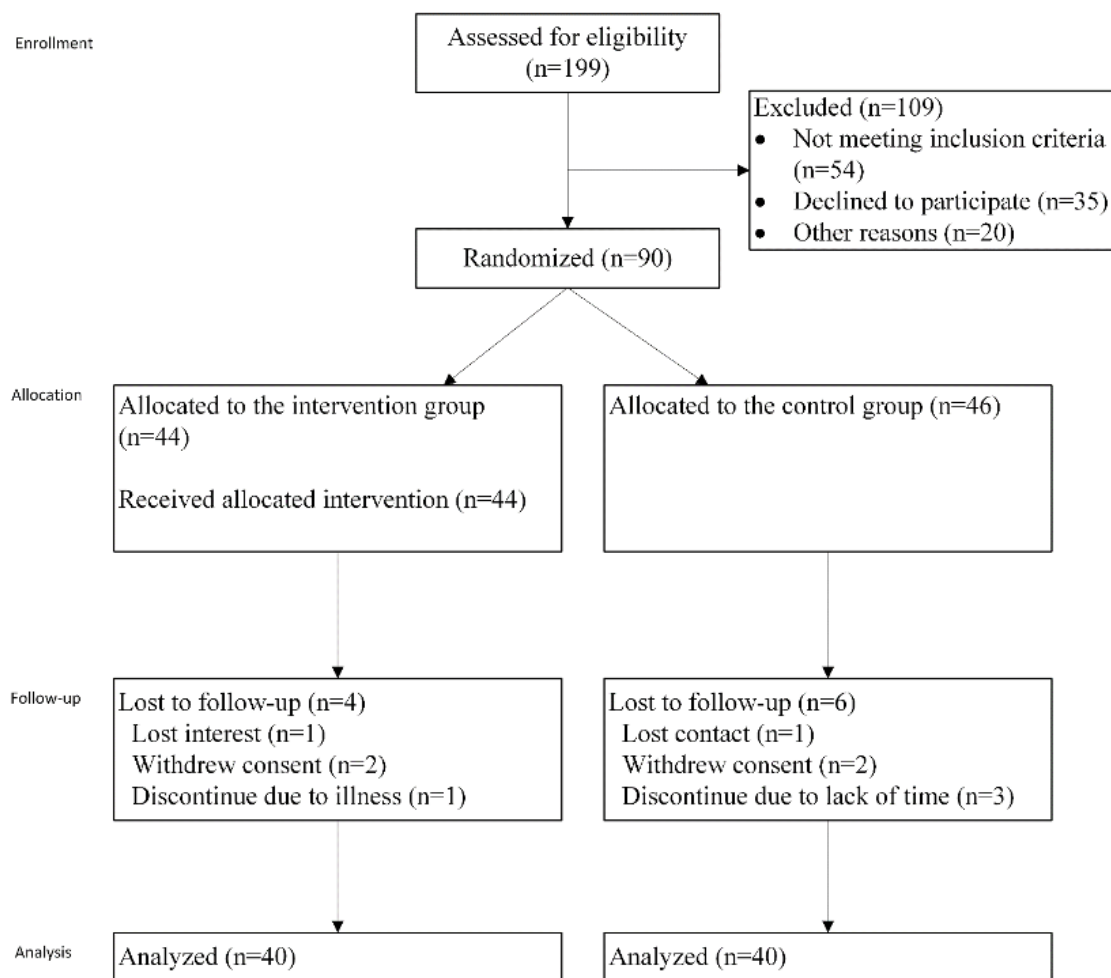 Enrollment
Assessed for eligibility
(n=199)
Excluded (n=109)
• Not meeting inclusion criteria
(n=54)
• Declined to participate (n=35)
• Other reasons (n=20)
Randomized (n=90)
Allocation
Allocated to the intervention group
(n=44)
Received allocated intervention (n=44)
Allocated to the control group (n=46)
Follow-up
Lost to follow-up (n=4)
Lost interest (n=1)
Withdrew consent (n=2)
Discontinue due to illness (n=1)
Lost to follow-up (n=6)
Lost contact (n=1)
Withdrew consent (n=2)
Discontinue due to lack of time (n=3)
Analysis
Analyzed (n=40)
Analyzed (n=40)